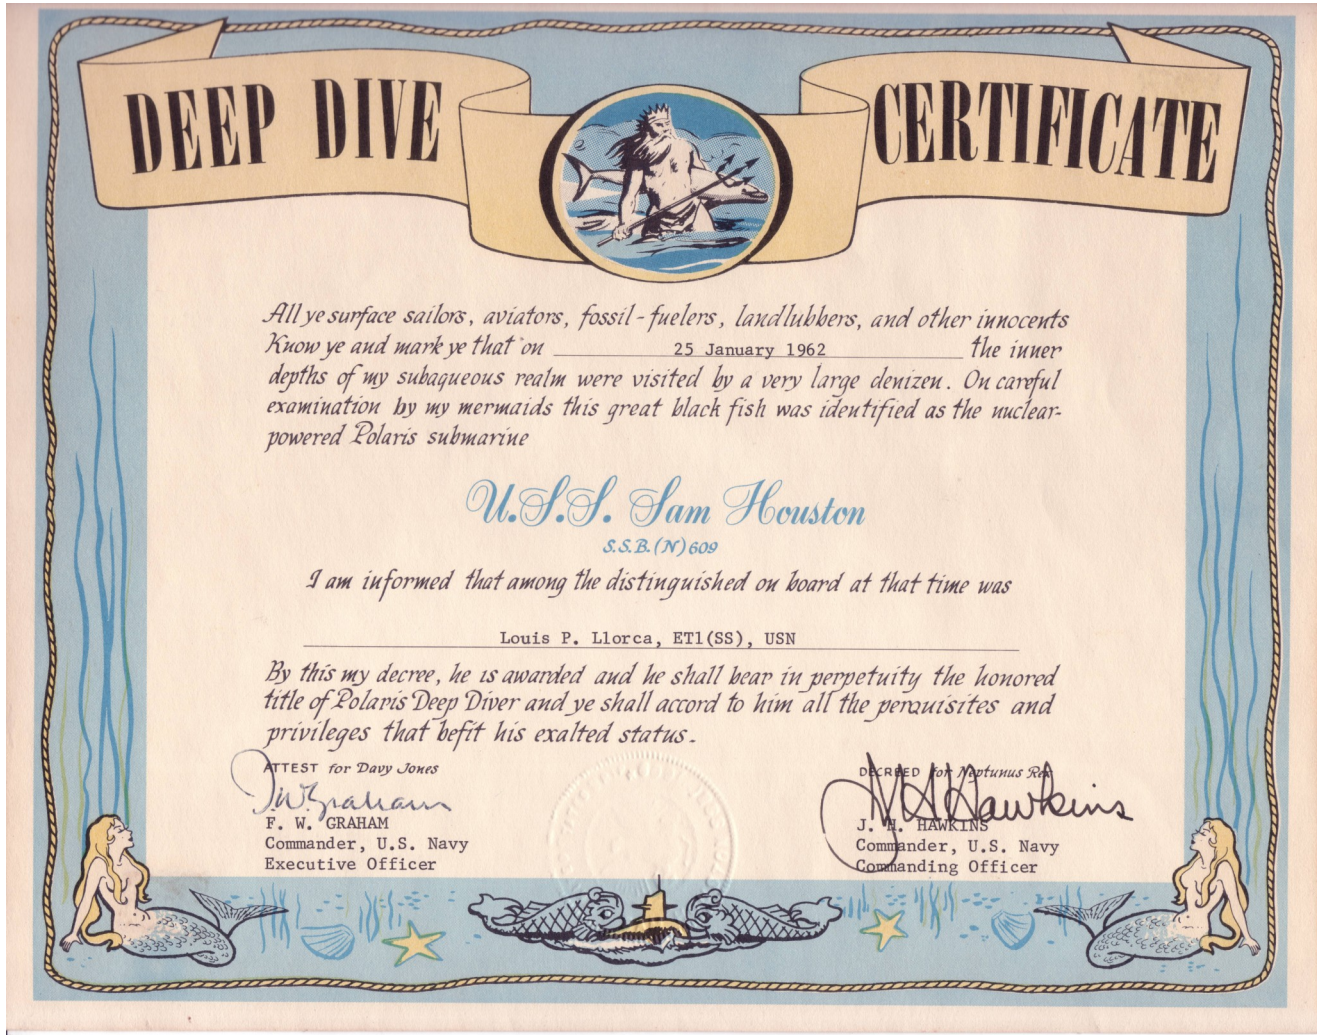 DEEP DIVE CERTIFICATE
All ye surface sailors, aviators, fossil-fuelers, landlubbers, and other innocents
Know ye and mark ye that on 25 January 1962 the inner
depths of my subaqueous realm were visited by a very large denizen. On careful
examination by my mermaids this great black fish was identified as the nuclear-
powered Polaris submarine
U.S.S. Sam Houston
S.S.B.(N) 609
I am informed that among the distinguished on board at that time was
Louis P. Llorca, ET1(SS), USN
By this my decree, he is awarded and he shall bear in perpetuity the honored
title of Polaris Deep Diver and ye shall accord to him all the perquisites and
privileges that befit his exalted status.
ATTEST for Davy Jones
F. W. Graham
F. W. GRAHAM
Commander, U.S. Navy
Executive Officer
DECREED for Neptunus Rex
J H Hawkins
J. H. HAWKINS
Commander, U.S. Navy
Commanding Officer